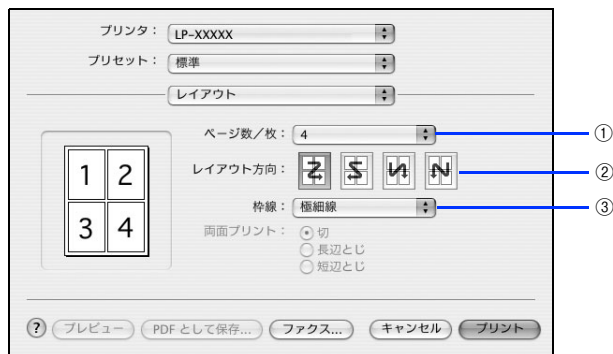 プリンタ： LP-XXXXX
プリセット： 標準
レイアウト
ページ数／枚： 4 ①
レイアウト方向： ②
枠線： 極細線 ③
両面プリント： 切
長辺とじ
短辺とじ
1 2
3 4
? プレビュー PDF として保存... ファクス... キャンセル プリント